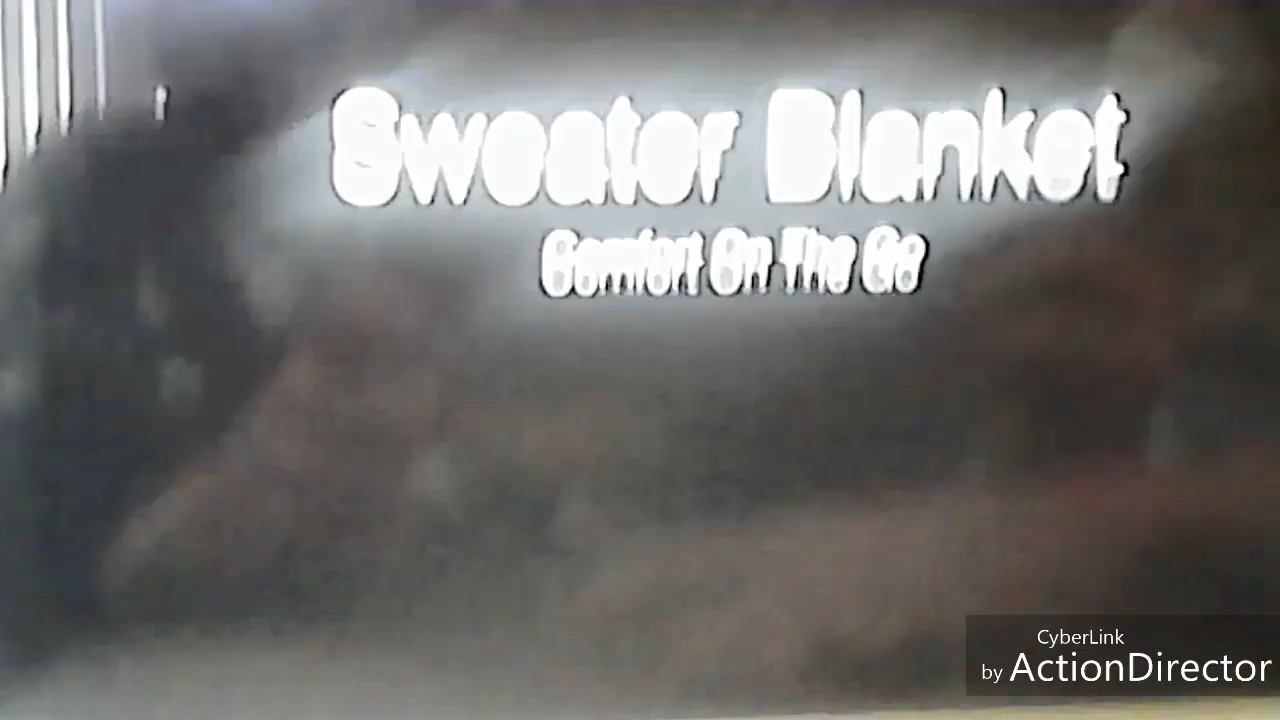 Sweater Blanket
Comfort On The Go
CyberLink
by ActionDirector